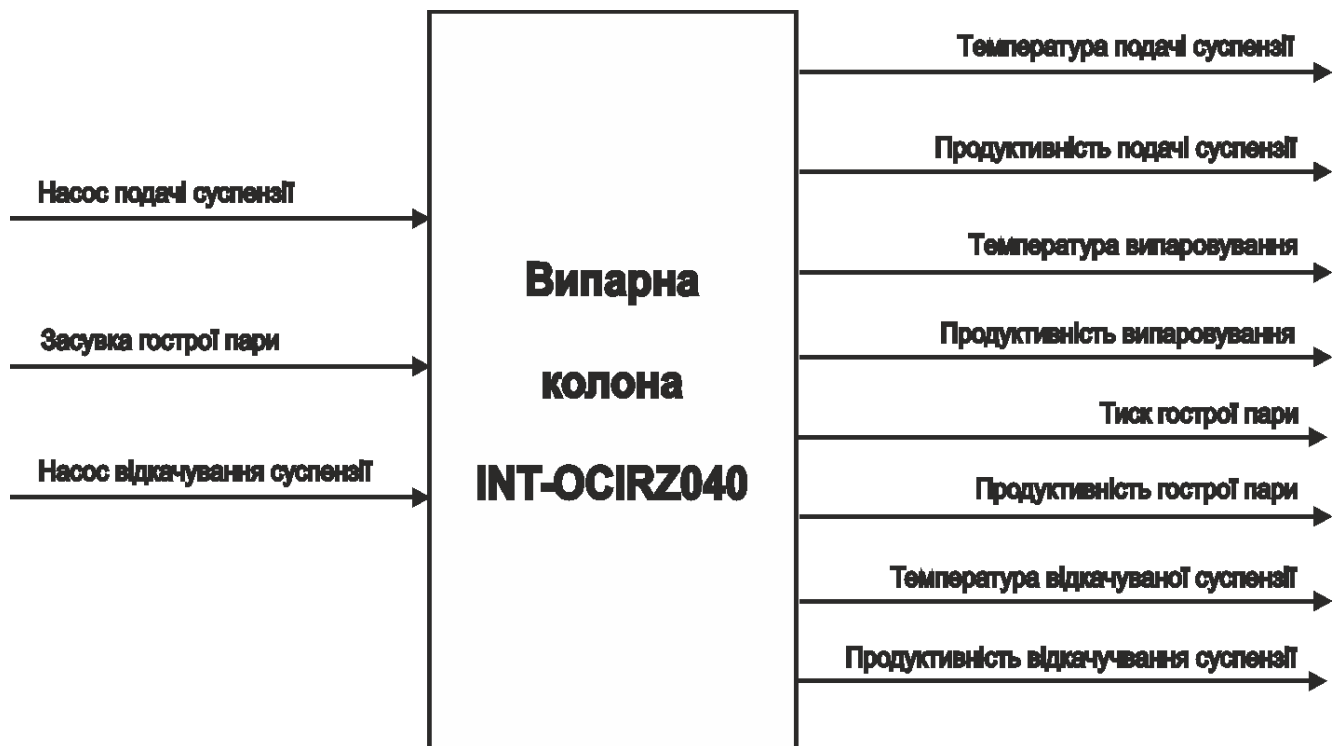 Насос подачі суспензії
Засувка гострої пари
Насос відкачування суспензії
Випарна
колона
INT-OCIRZ040
Температура подачі суспензії
Продуктивність подачі суспензії
Температура випаровування
Продуктивність випаровування
Тиск гострої пари
Продуктивність гострої пари
Температура відкачуваної суспензії
Продуктивність відкачучвання суспензії